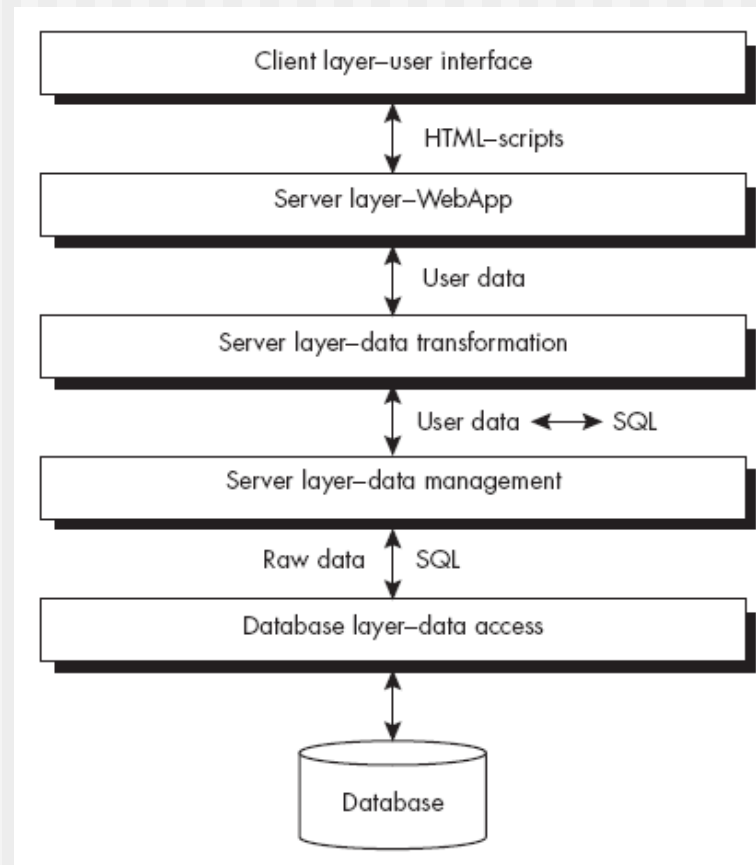 Client layer–user interface
HTML–scripts
Server layer–WebApp
User data
Server layer–data transformation
User data SQL
Server layer–data management
Raw data SQL
Database layer–data access
Database